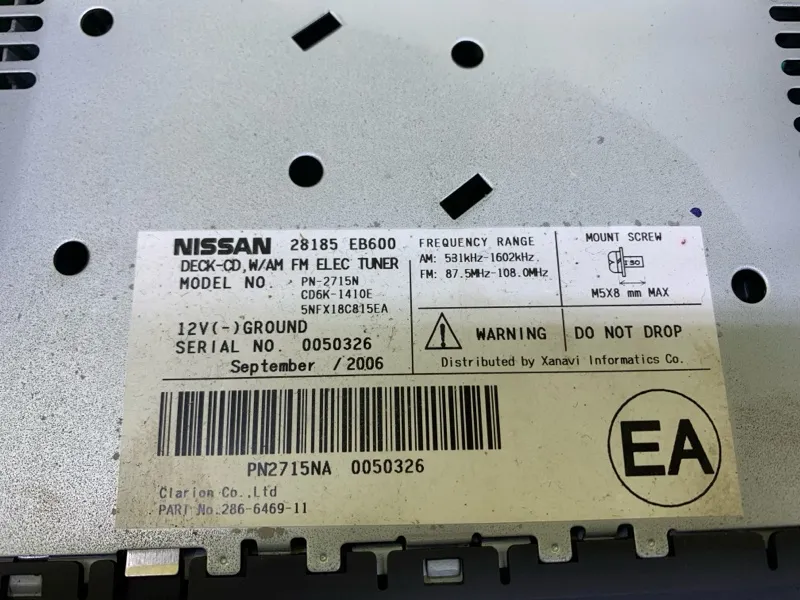 NISSAN 28185 EB600
DECK-CD,W/AM FM ELEC TUNER
MODEL NO. PN-2715N
CD6K-1410E
5NFX18C815EA
12V(-)GROUND
SERIAL NO. 0050326
September /2006
FREQUENCY RANGE
AM: 531kHz-1602kHz.
FM: 87.5MHz-108.0MHz
MOUNT SCREW
ISO
M5X8 mm MAX
WARNING
DO NOT DROP
Distributed by Xanavi Informatics Co.
PN2715NA 0050326
Clarion Co.,Ltd
PART No.286-6469-11
EA